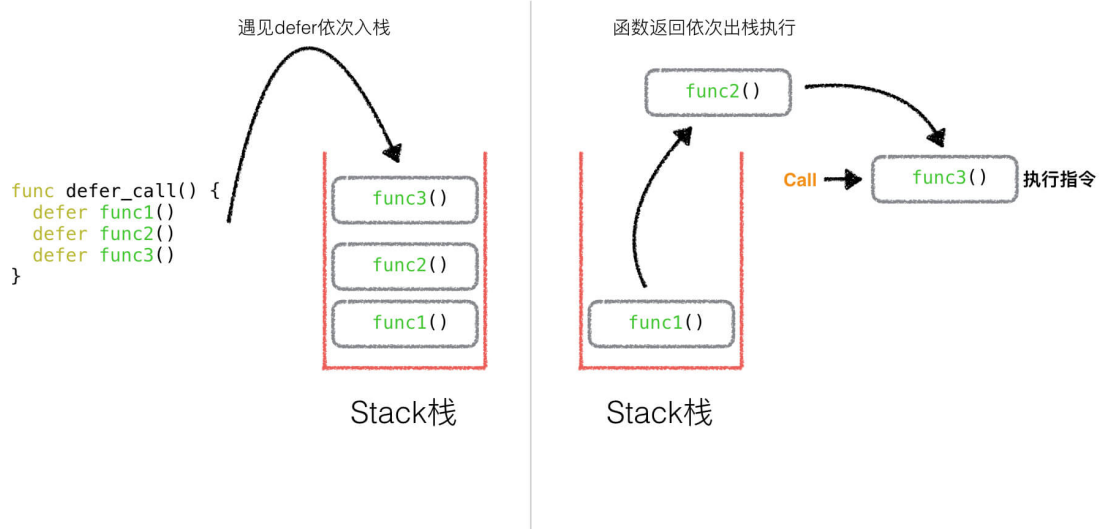 遇见defer依次入栈
func defer_call() {
  defer func1()
  defer func2()
  defer func3()
}
func3()
func2()
func1()
Stack栈
函数返回依次出栈执行
func2()
Call
func3()
执行指令
func1()
Stack栈